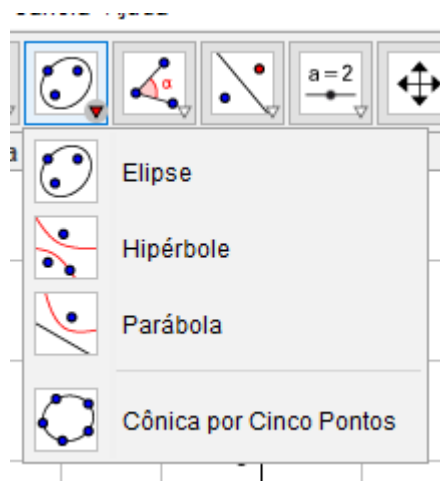 α
a=2
a
Elipse
Hipérbole
Parábola
Cônica por Cinco Pontos